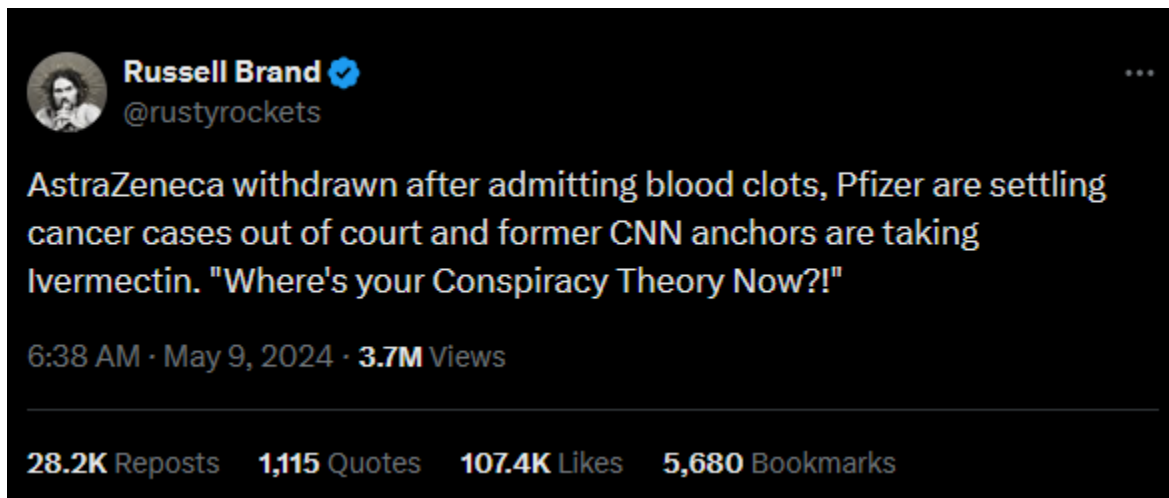 Russell Brand
@rustyrockets
AstraZeneca withdrawn after admitting blood clots, Pfizer are settling
cancer cases out of court and former CNN anchors are taking
Ivermectin. "Where's your Conspiracy Theory Now?!"
6:38 AM · May 9, 2024 · 3.7M Views
28.2K Reposts 1,115 Quotes 107.4K Likes 5,680 Bookmarks